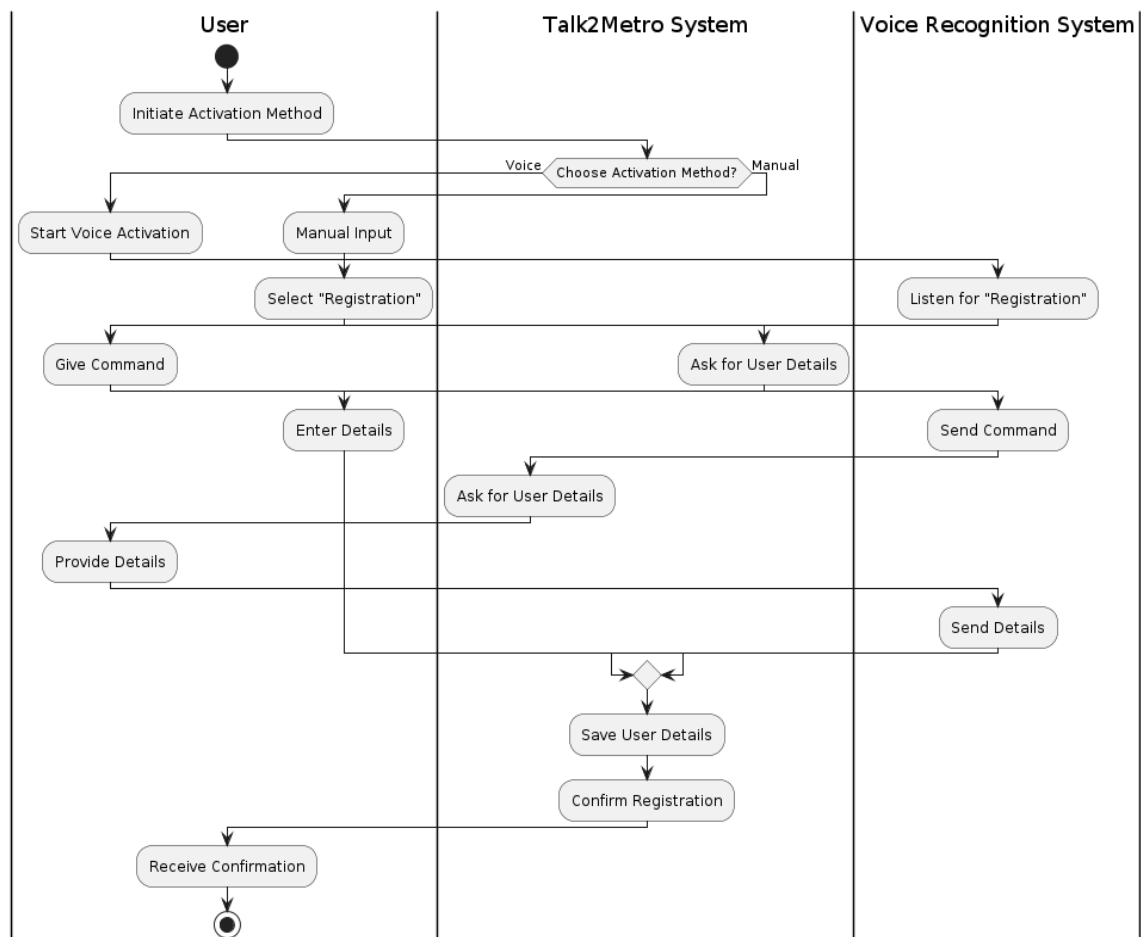 User
Talk2Metro System
Voice Recognition System
Initiate Activation Method
Voice
Choose Activation Method?
Manual
Start Voice Activation
Manual Input
Select "Registration"
Listen for "Registration"
Give Command
Ask for User Details
Enter Details
Send Command
Ask for User Details
Provide Details
Send Details
Save User Details
Confirm Registration
Receive Confirmation